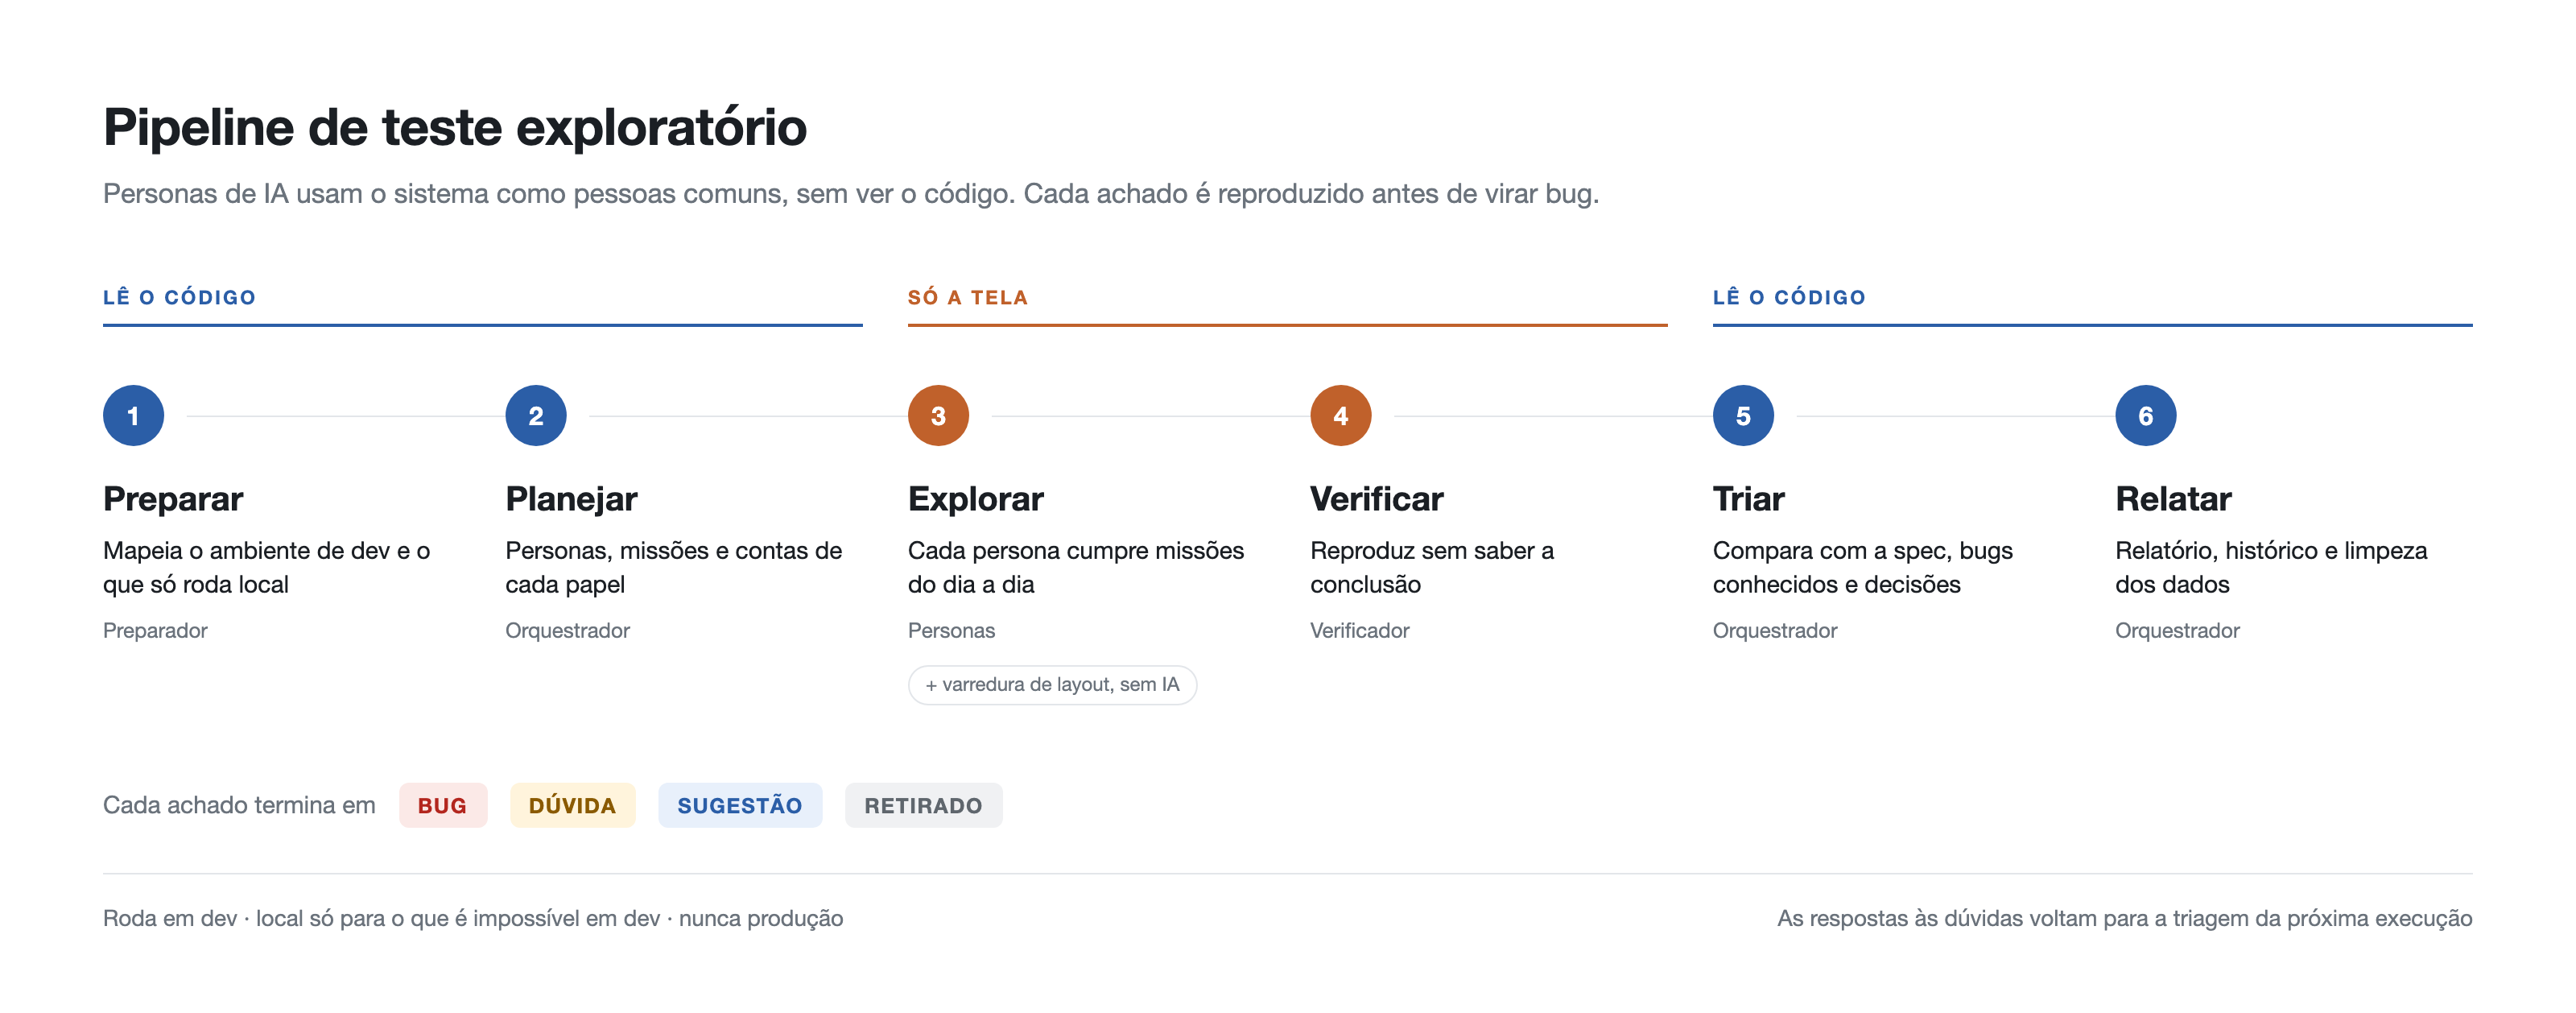 Pipeline de teste exploratório
Personas de IA usam o sistema como pessoas comuns, sem ver o código. Cada achado é reproduzido antes de virar bug.
LÊ O CÓDIGO
SÓ A TELA
LÊ O CÓDIGO
1
2
3
4
5
6
Preparar
Mapeia o ambiente de dev e o
que só roda local
Preparador
Planejar
Personas, missões e contas de
cada papel
Orquestrador
Explorar
Cada persona cumpre missões
do dia a dia
Personas
+ varredura de layout, sem IA
Verificar
Reproduz sem saber a
conclusão
Verificador
Triar
Compara com a spec, bugs
conhecidos e decisões
Orquestrador
Relatar
Relatório, histórico e limpeza
dos dados
Orquestrador
Cada achado termina em BUG DÚVIDA SUGESTÃO RETIRADO
Roda em dev · local só para o que é impossível em dev · nunca produção
As respostas às dúvidas voltam para a triagem da próxima execução